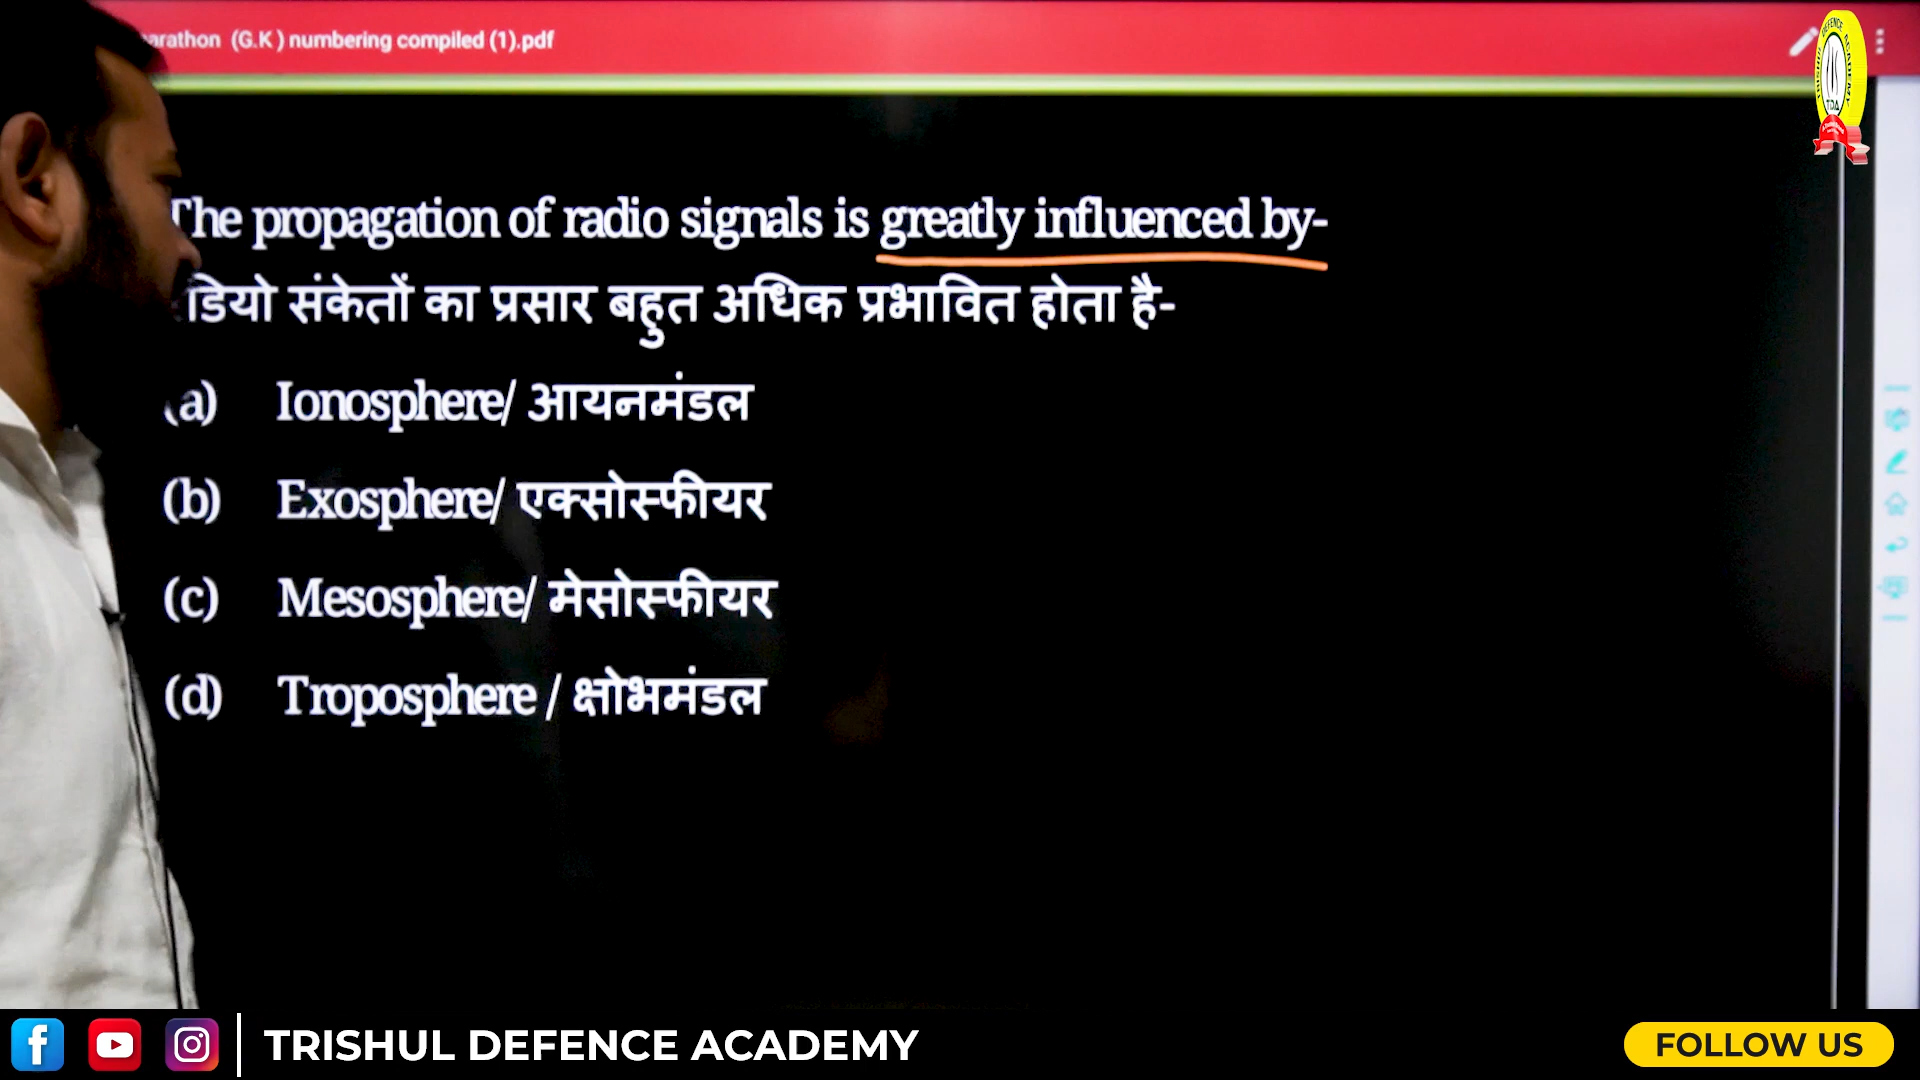 (G.K ) numbering compiled (1).pdf
The propagation of radio signals is greatly influenced by-
संकेतों का प्रसार बहुत अधिक प्रभावित होता है-
(a) Ionosphere/ आयनमंडल
(b) Exosphere/ एक्सोस्फीयर
(c) Mesosphere/ मेसोस्फीयर
(d) Troposphere / क्षोभमंडल
TRISHUL DEFENCE ACADEMY
FOLLOW US